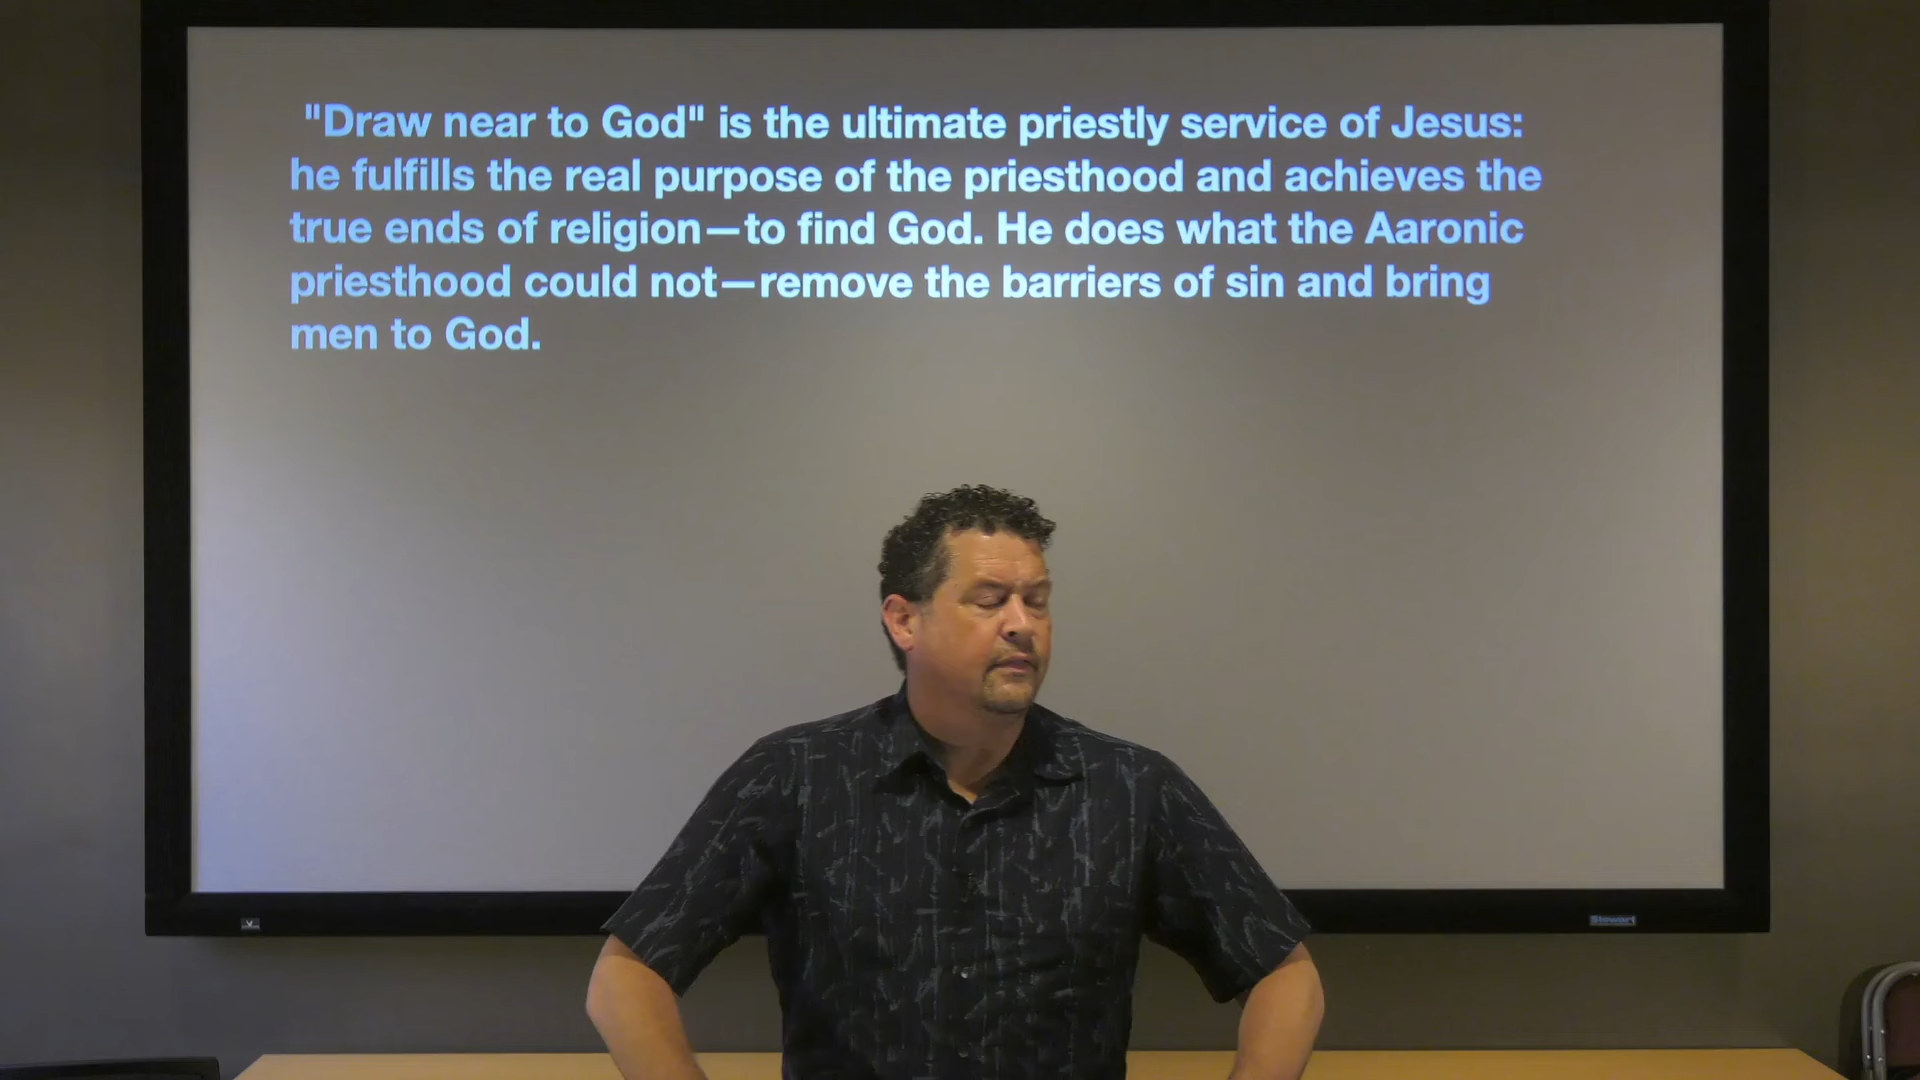 "Draw near to God" is the ultimate priestly service of Jesus:
he fulfills the real purpose of the priesthood and achieves the
true ends of religion—to find God. He does what the Aaronic
priesthood could not—remove the barriers of sin and bring
men to God.
Stewart